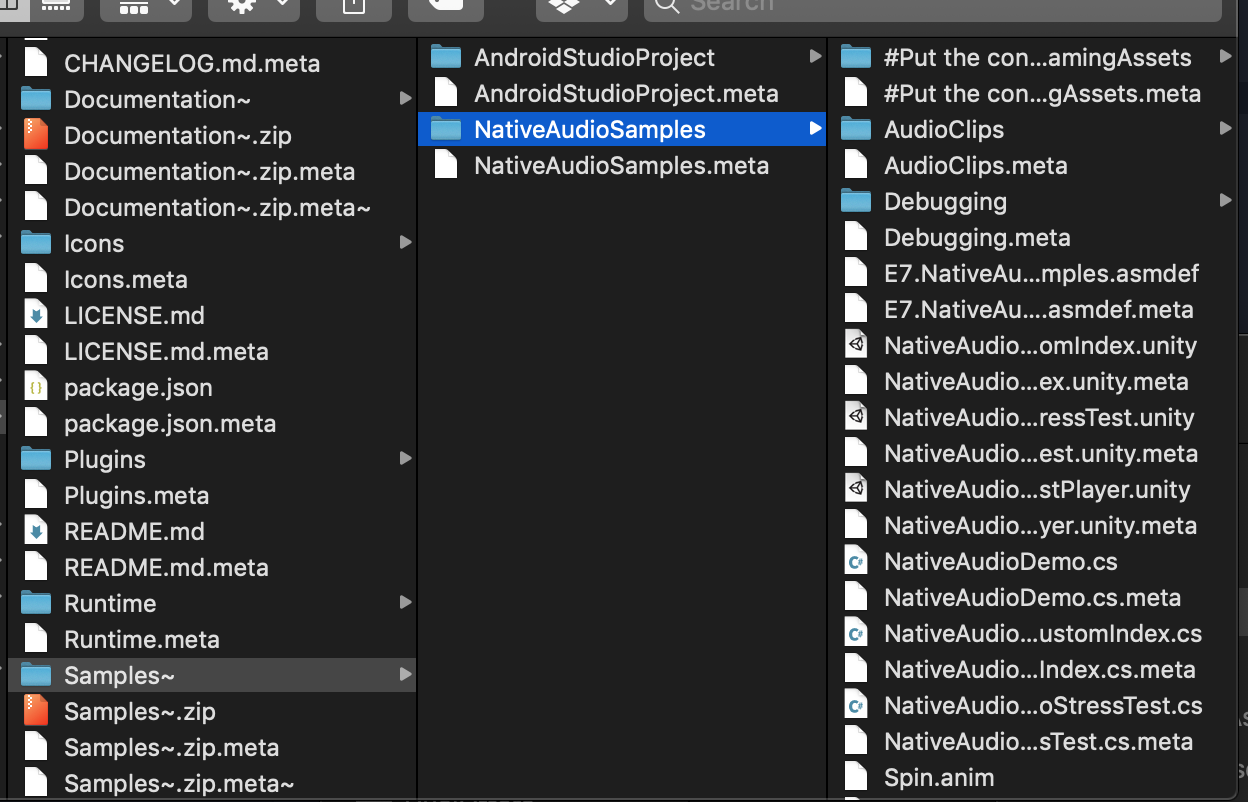 Search
CHANGELOG.md.meta
Documentation~
Documentation~.zip
Documentation~.zip.meta
Documentation~.zip.meta~
Icons
Icons.meta
LICENSE.md
LICENSE.md.meta
package.json
package.json.meta
Plugins
Plugins.meta
README.md
README.md.meta
Runtime
Runtime.meta
Samples~
Samples~.zip
Samples~.zip.meta
Samples~.zip.meta~
AndroidStudioProject
AndroidStudioProject.meta
NativeAudioSamples
NativeAudioSamples.meta
#Put the con...amingAssets
#Put the con...gAssets.meta
AudioClips
AudioClips.meta
Debugging
Debugging.meta
E7.NativeAu...mples.asmdef
E7.NativeAu....asmdef.meta
NativeAudio...omIndex.unity
NativeAudio...ex.unity.meta
NativeAudio...ressTest.unity
NativeAudio...est.unity.meta
NativeAudio...stPlayer.unity
NativeAudio...yer.unity.meta
NativeAudioDemo.cs
NativeAudioDemo.cs.meta
NativeAudio...ustomIndex.cs
NativeAudio...Index.cs.meta
NativeAudio...oStressTest.cs
NativeAudio...sTest.cs.meta
Spin.anim